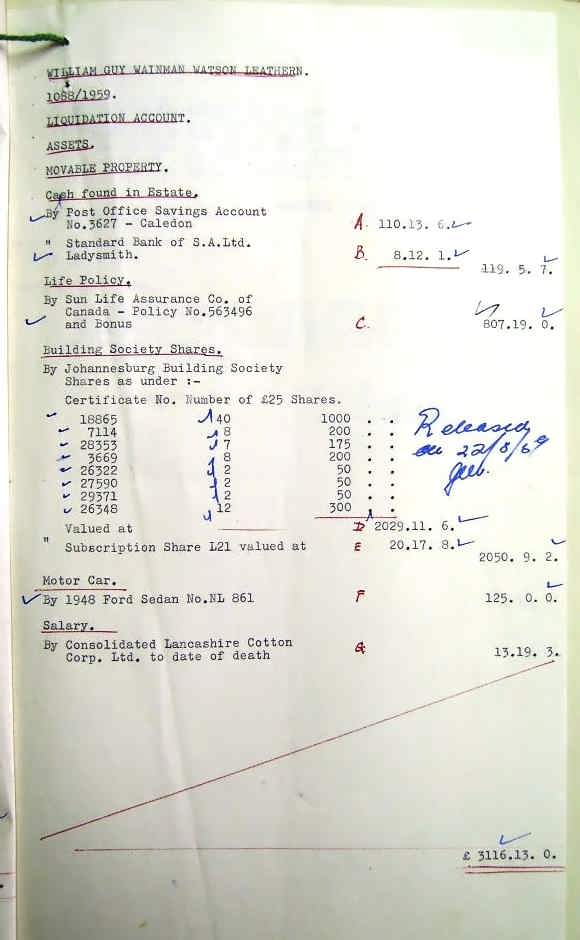 WILLIAM GUY WAINMAN WATSON LEATHERN.
1088/1959.
LIQUIDATION ACCOUNT.
ASSETS.
MOVABLE PROPERTY.
Cash found in Estate.
By Post Office Savings Account
No.3627 - Caledon A. 110.13. 6.
" Standard Bank of S.A.Ltd.
Ladysmith. B. 8.12. 1.
119. 5. 7.
Life Policy.
By Sun Life Assurance Co. of
Canada - Policy No.563496
and Bonus C. 807.19. 0.
Building Society Shares.
By Johannesburg Building Society
Shares as under :-
Certificate No. Number of £25 Shares.
18865 40 1000 . .
7114 8 200 . .
28353 7 175 . .
3669 8 200 . .
26322 2 50 . .
27590 2 50 . .
29371 2 50 . .
26348 12 300 . .
Released
on 22/8/69
Valued at D 2029.11. 6.
" Subscription Share L21 valued at E 20.17. 8.
2050. 9. 2.
Motor Car.
By 1948 Ford Sedan No.NL 861 F 125. 0. 0.
Salary.
By Consolidated Lancashire Cotton
Corp. Ltd. to date of death G 13.19. 3.
£ 3116.13. 0.